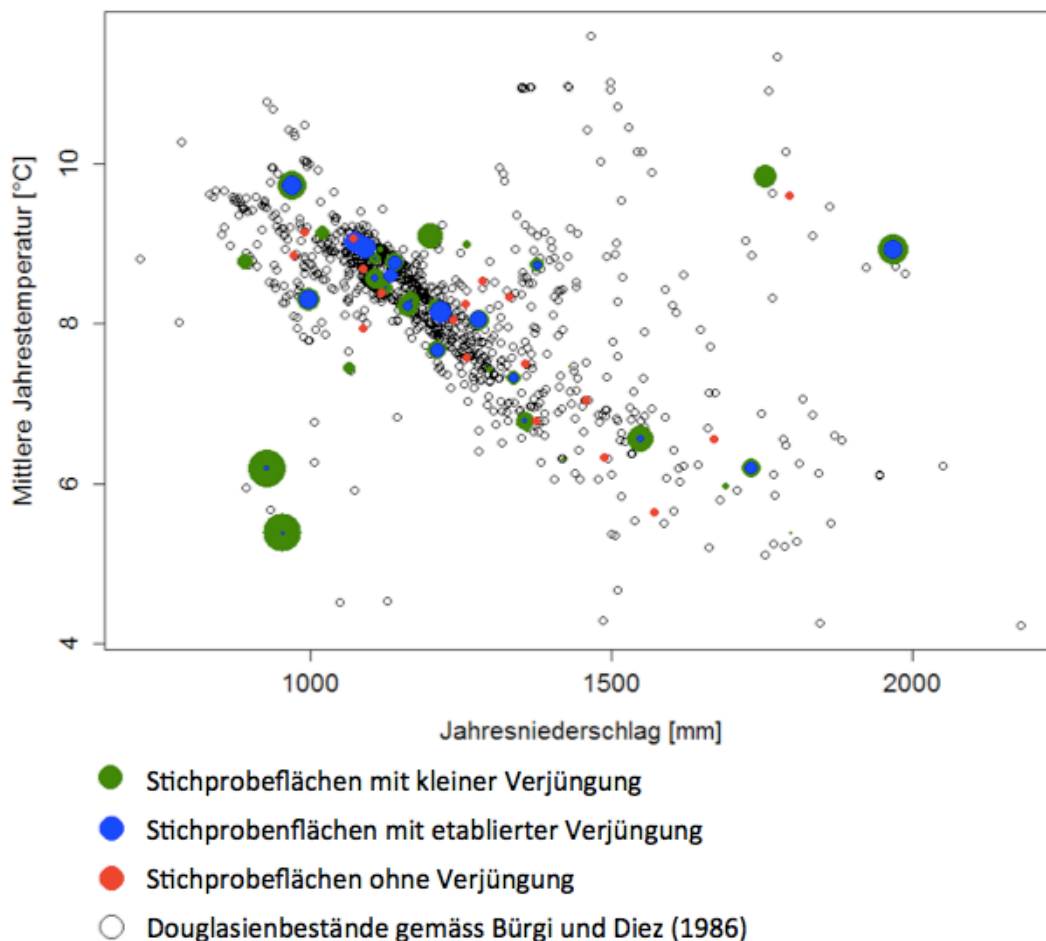 Mittlere Jahrestemperatur [°C]
10
8
6
4
1000 1500 2000
Jahresniederschlag [mm]
Stichprobeflächen mit kleiner Verjüngung
Stichprobenflächen mit etablierter Verjüngung
Stichprobeflächen ohne Verjüngung
Douglasienbestände gemäss Bürgi und Diez (1986)